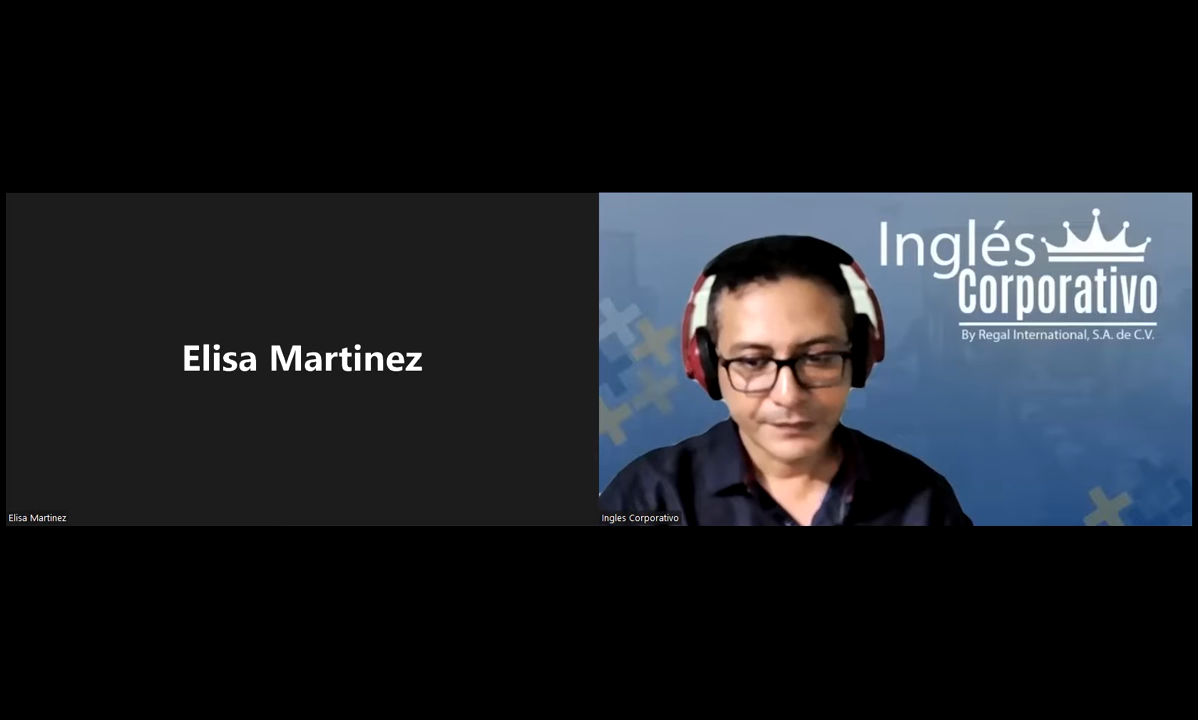 Elisa Martinez
Elisa Martinez
Inglés
Corporativo
By Regal International, S.A. de C.V.
Ingles Corporativo